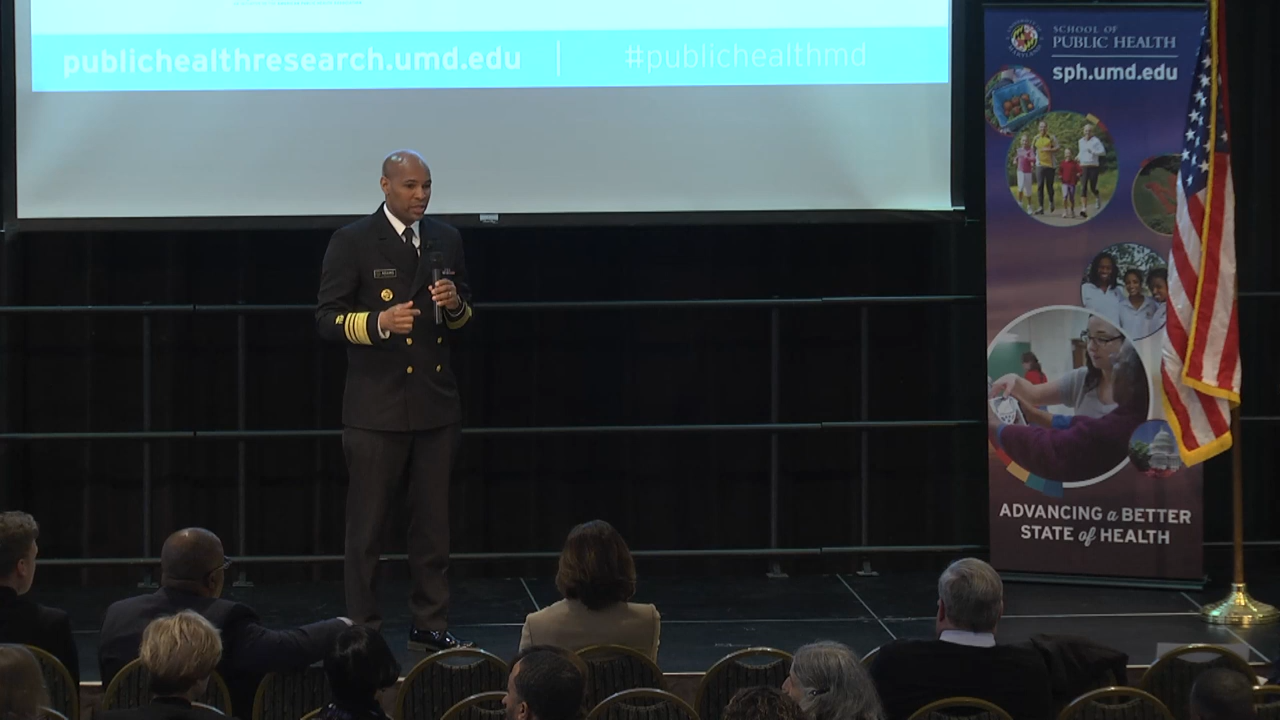 publichealthresearch.umd.edu
#publichealthmd
SCHOOL OF
PUBLIC HEALTH
sph.umd.edu
ADVANCING a BETTER
STATE of HEALTH